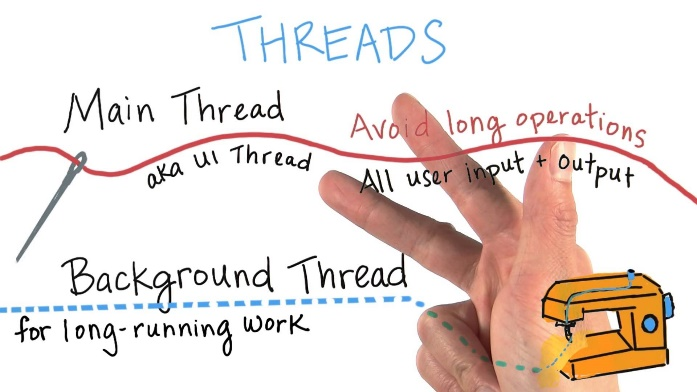 THREADS
Main Thread
Avoid long operations
aka UI Thread
All user input + output
Background Thread
for long-running work